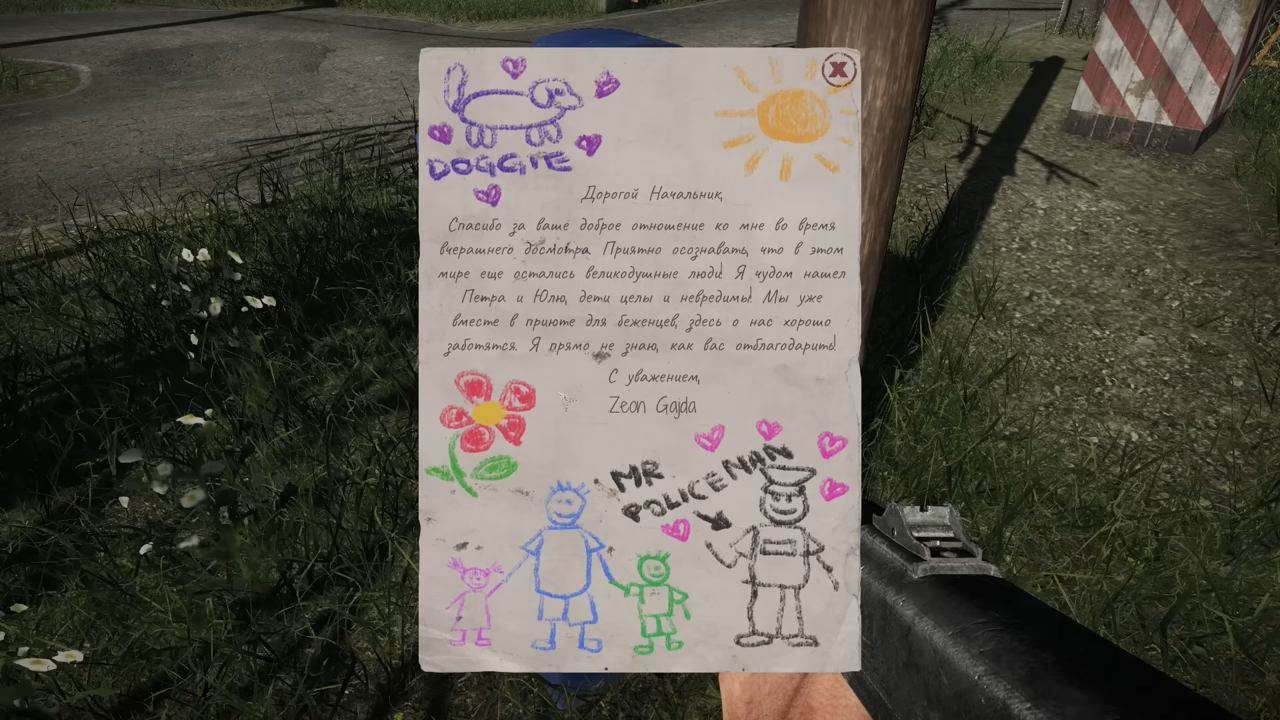 DOGGIE
Дорогой Начальник,
Спасибо за ваше доброе отношение ко мне во время
вчерашнего досмотра. Приятно осознавать, что в этом
мире еще остались великодушные люди! Я чудом нашел
Петра и Юлю, дети целы и невредимы! Мы уже
вместе в приюте для беженцев, здесь о нас хорошо
заботятся. Я прямо не знаю, как вас отблагодарить!
С уважением,
Zeon Gajda
MR
POLICEMAN
X